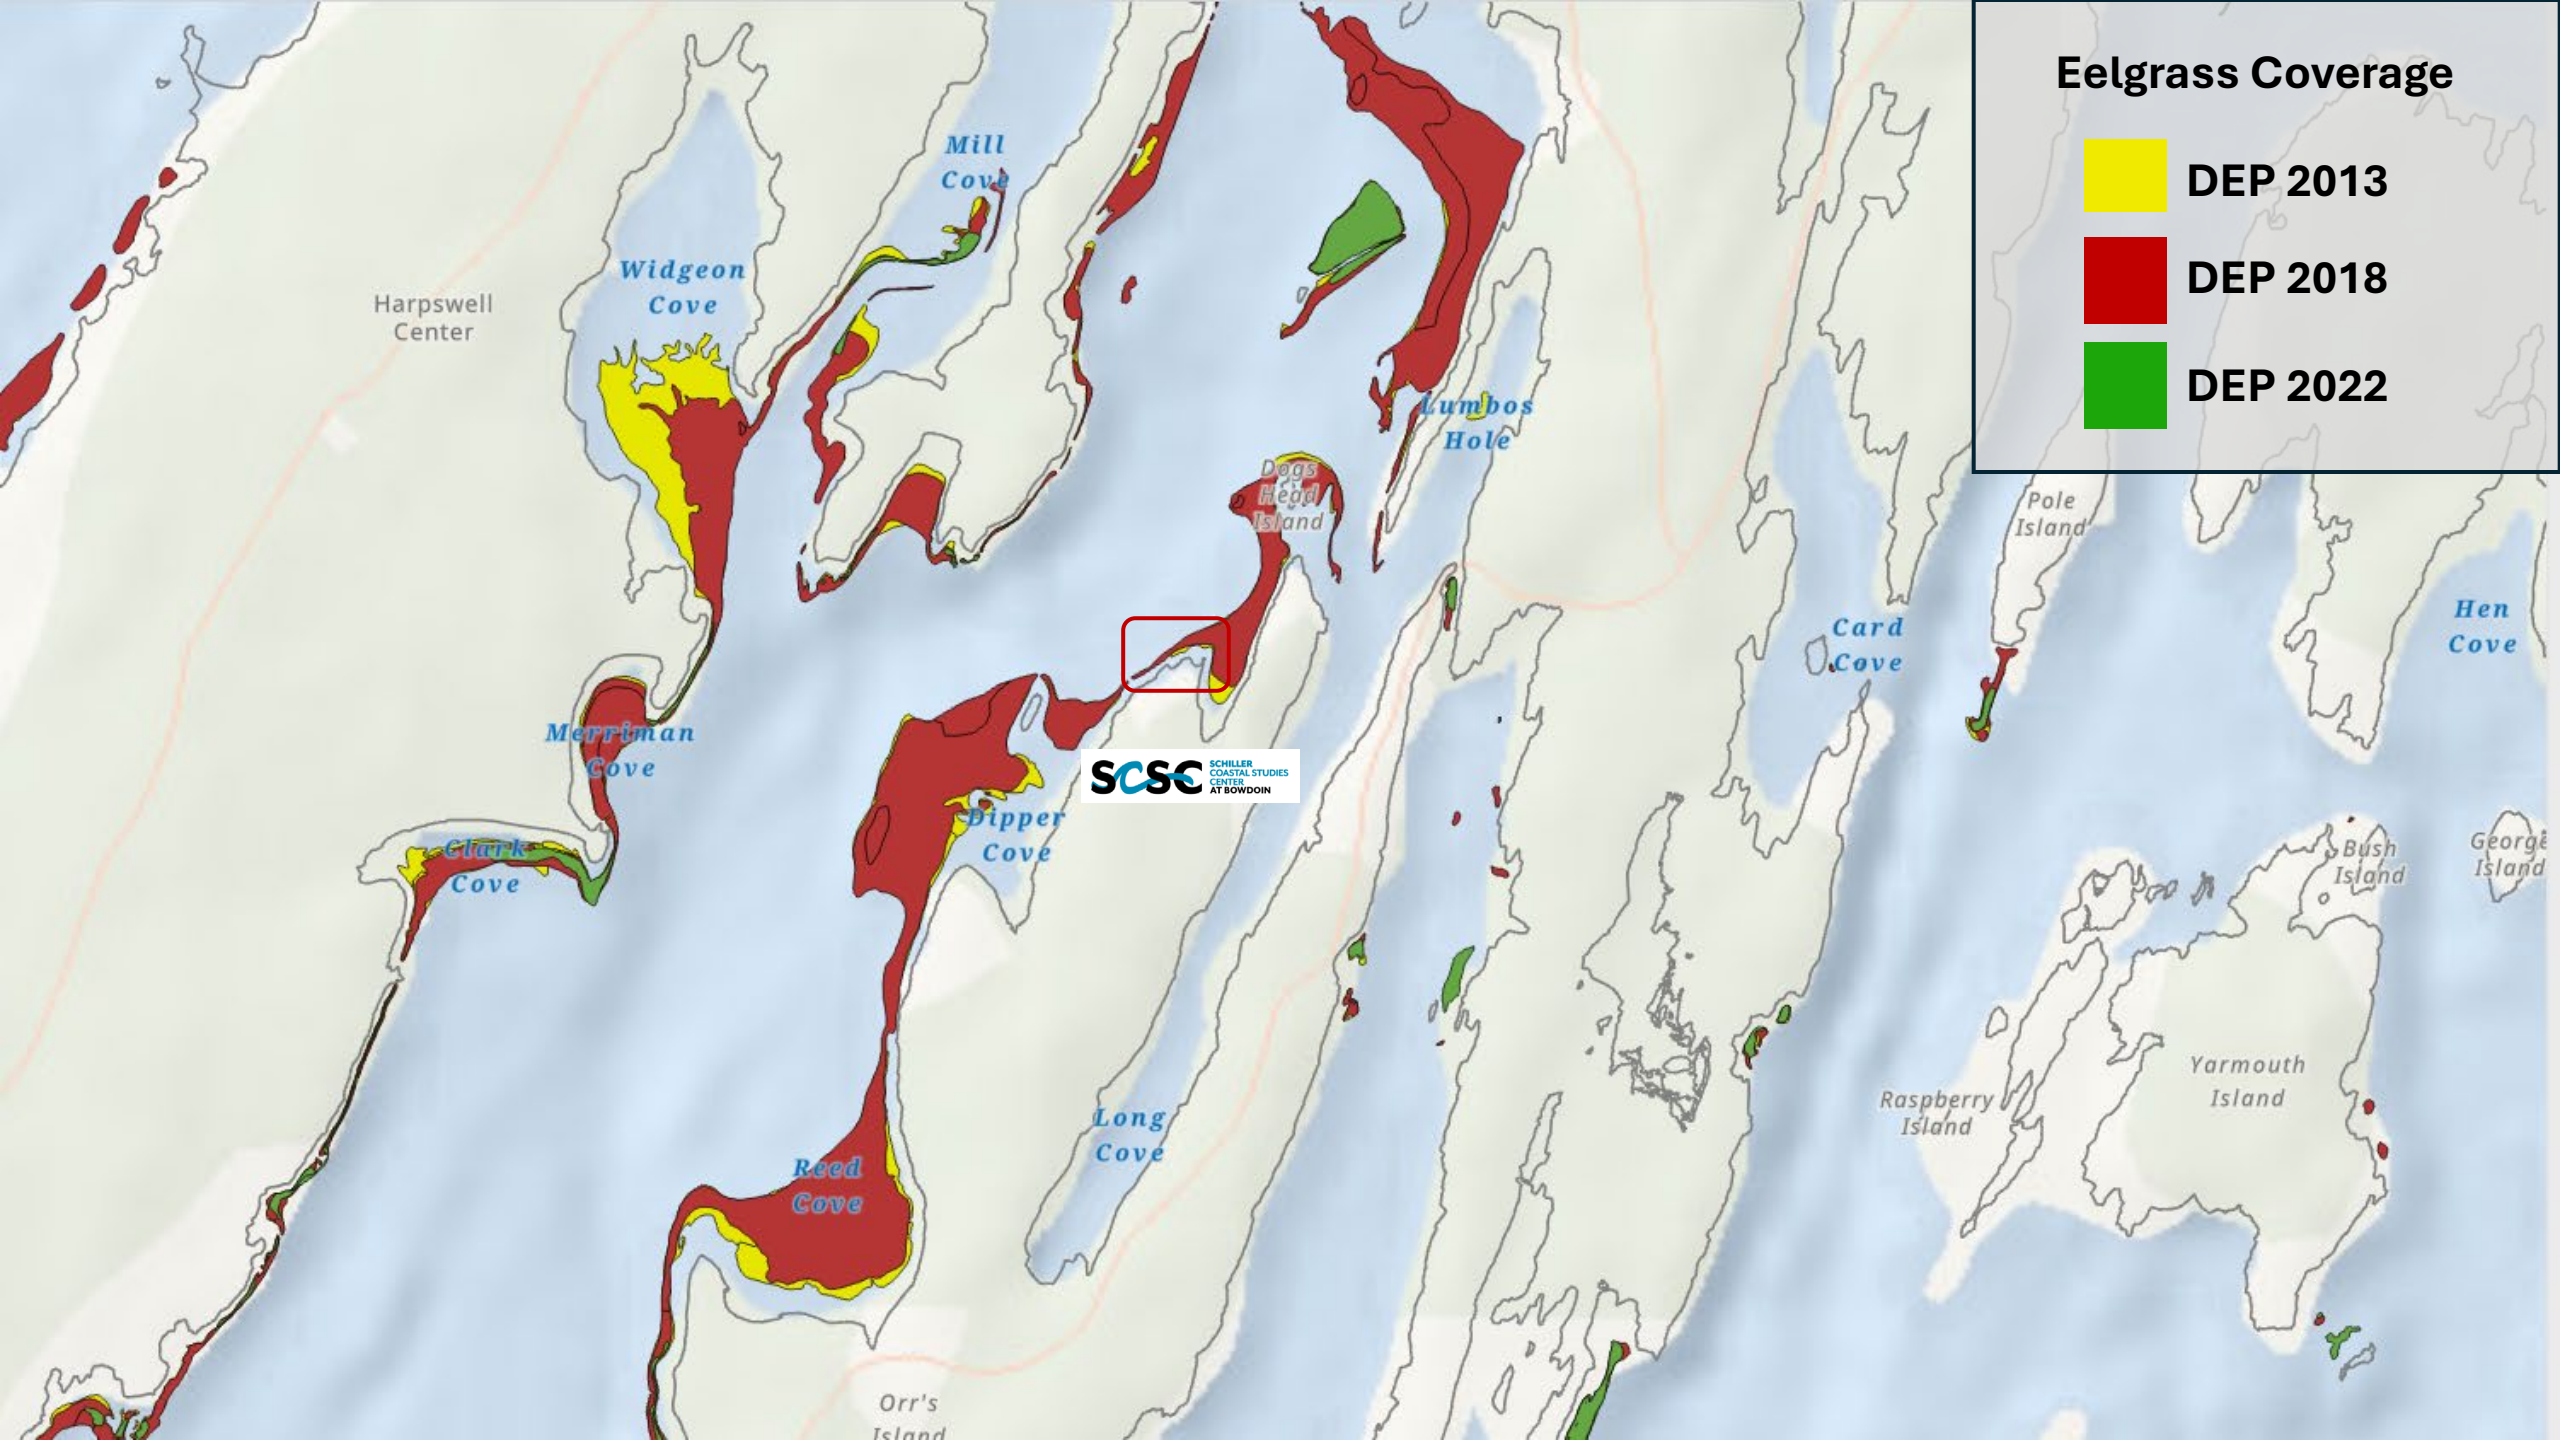 Eelgrass Coverage
DEP 2013
DEP 2018
DEP 2022
Mill
Cove
Widgeon
Cove
Harpswell
Center
Lumbos
Hole
Dogs
Head
Island
Pole
Island
Card
Cove
Hen
Cove
Merriman
Cove
SCSC
SCHILLER
COASTAL STUDIES
CENTER
AT BOWDOIN
Dipper
Cove
Clark
Cove
Bush
Island
George
Island
Yarmouth
Island
Raspberry
Island
Long
Cove
Reed
Cove
Orr's
Island